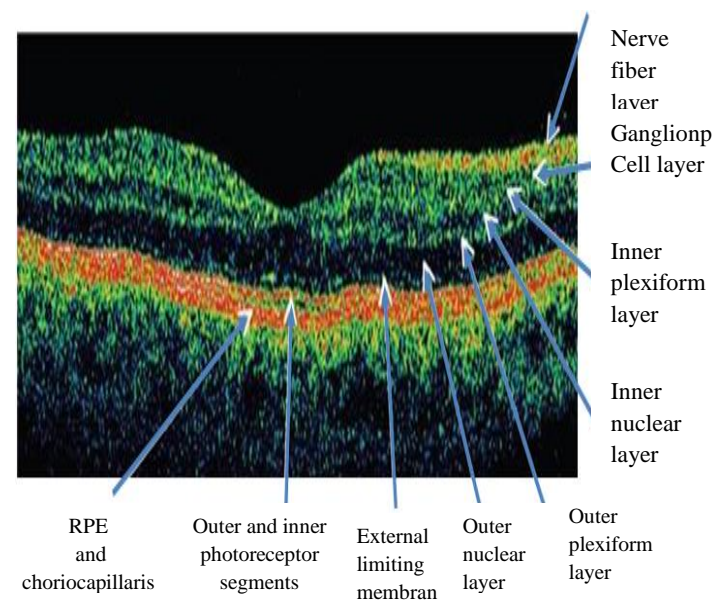 Nerve
fiber
layer
Ganglionp
Cell layer
Inner
plexiform
layer
Inner
nuclear
layer
RPE
and
choriocapillaris
Outer and inner
photoreceptor
segments
External
limiting
membran
Outer
nuclear
layer
Outer
plexiform
layer